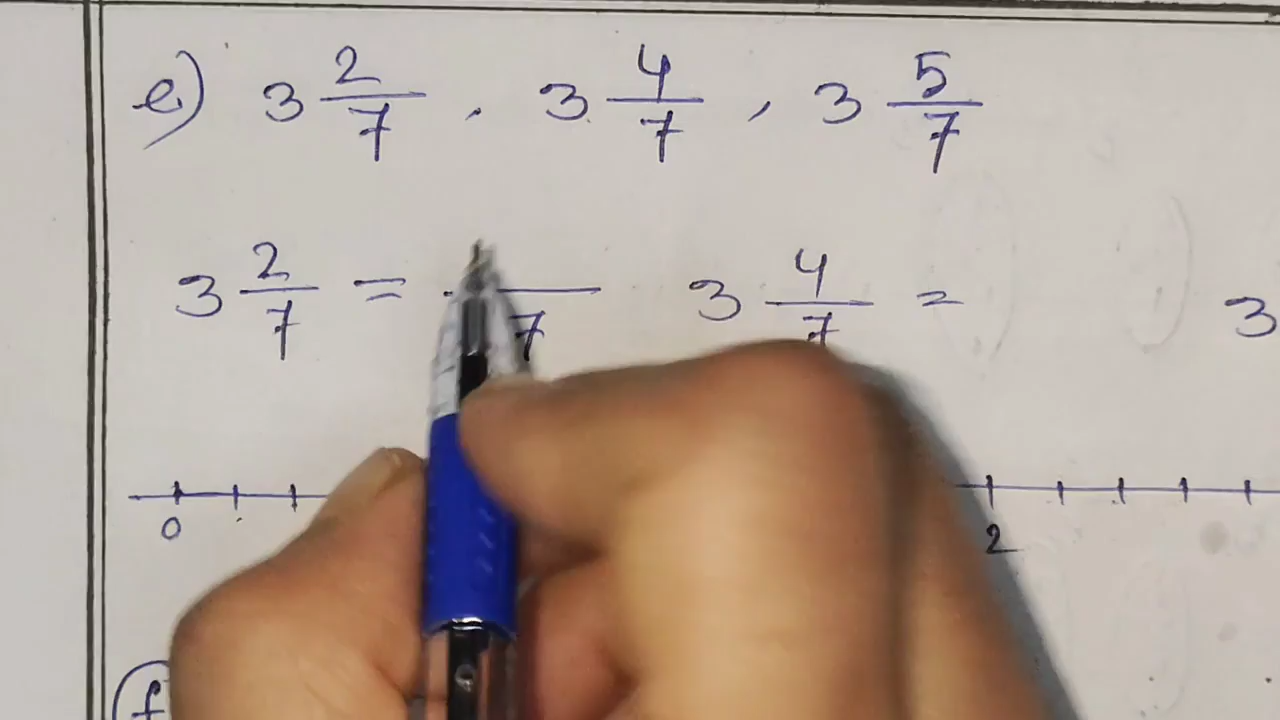 e) 3 2/7 . 3 4/7 , 3 5/7
3 2/7 = /7 3 4/7 = 3
0 2
f